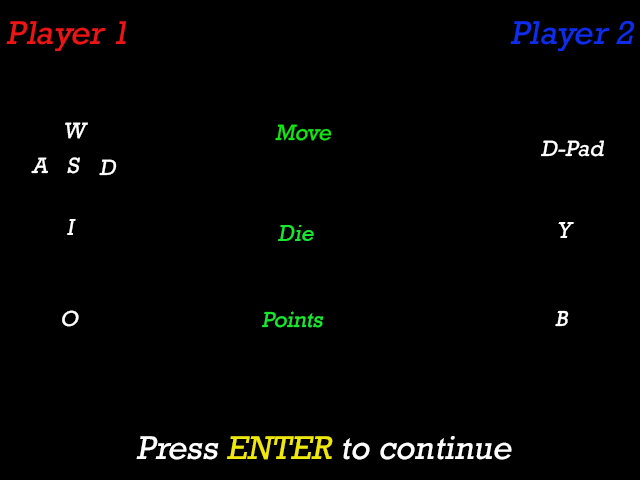 Player 1 Player 2
W Move D-Pad
A S D
I Die Y
O Points B
Press ENTER to continue